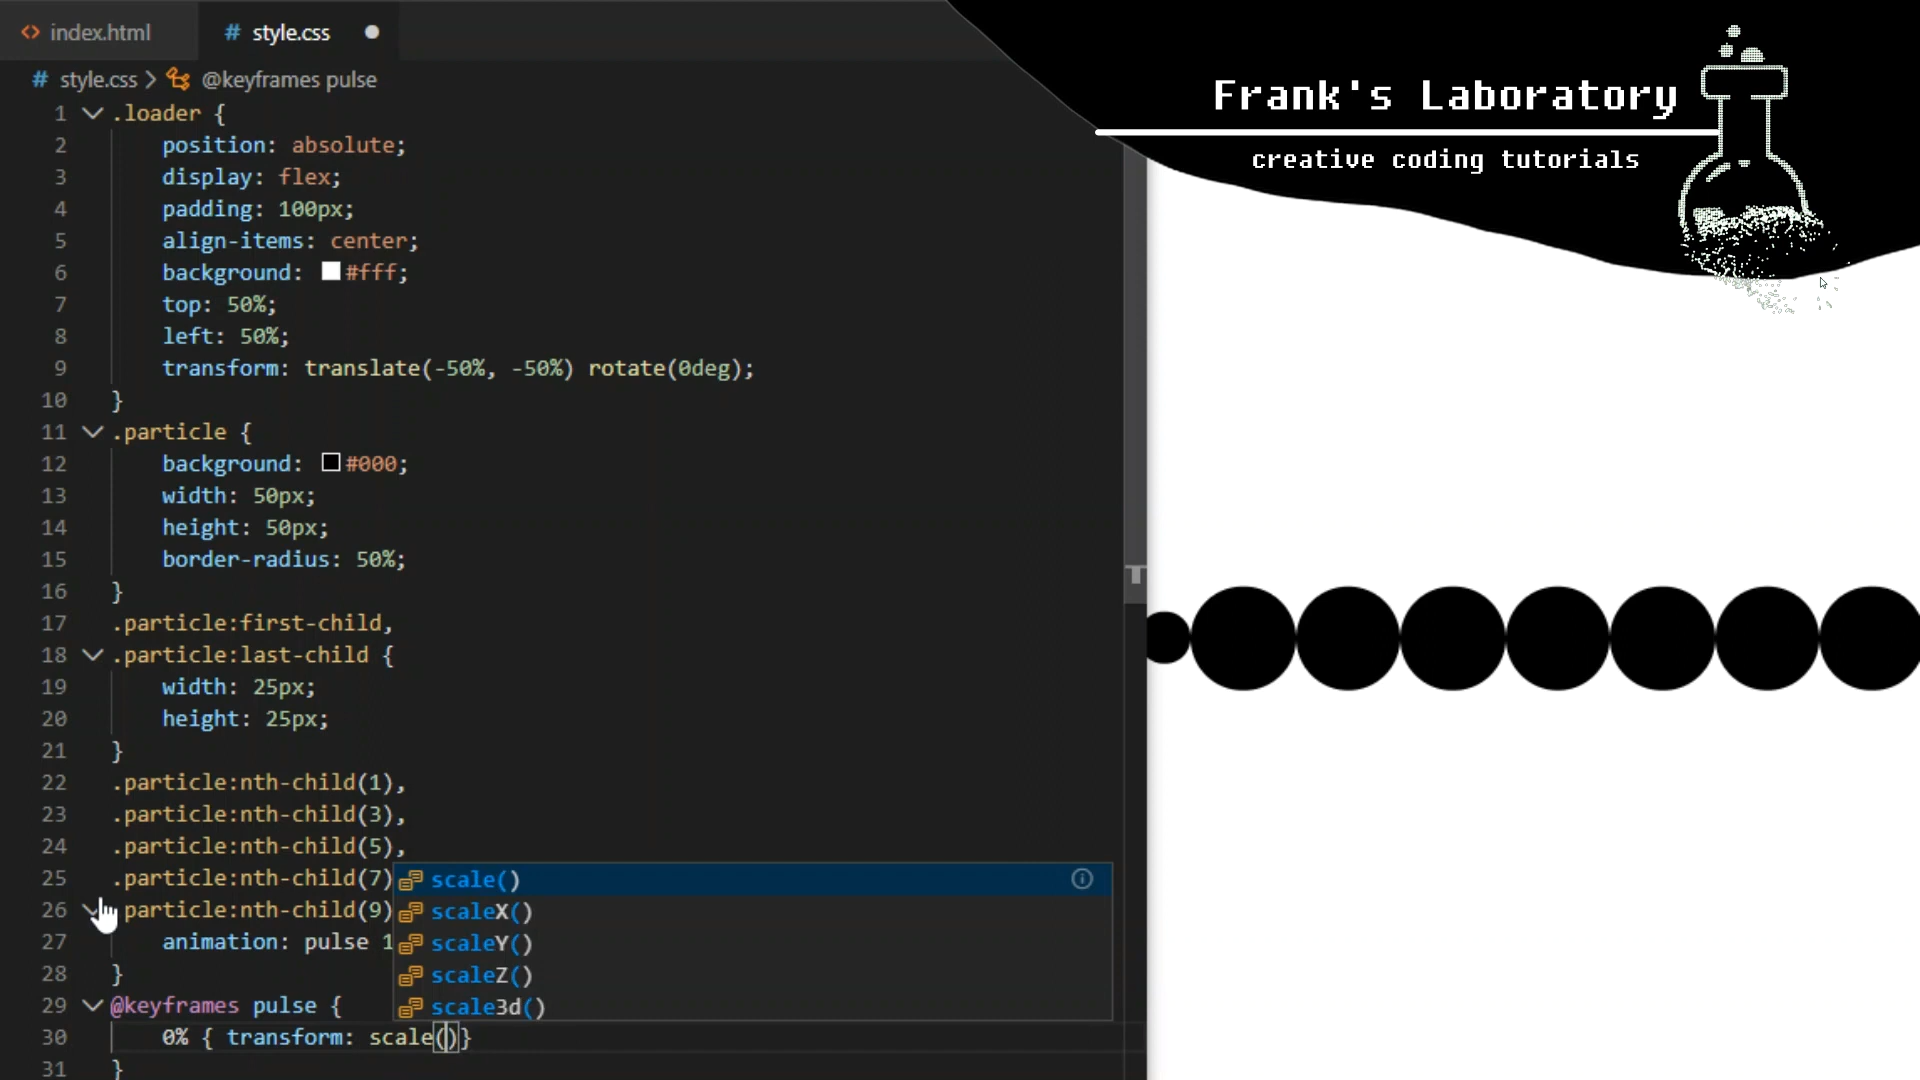 index.html
style.css
style.css > @keyframes pulse
1 .loader {
2 position: absolute;
3 display: flex;
4 padding: 100px;
5 align-items: center;
6 background: #fff;
7 top: 50%;
8 left: 50%;
9 transform: translate(-50%, -50%) rotate(0deg);
10 }
11 .particle {
12 background: #000;
13 width: 50px;
14 height: 50px;
15 border-radius: 50%;
16 }
17 .particle:first-child,
18 .particle:last-child {
19 width: 25px;
20 height: 25px;
21 }
22 .particle:nth-child(1),
23 .particle:nth-child(3),
24 .particle:nth-child(5),
25 .particle:nth-child(7)
26 particle:nth-child(9)
27 animation: pulse 1
28 }
29 @keyframes pulse {
30 0% { transform: scale()}
31 }
scale()
scaleX()
scaleY()
scaleZ()
scale3d()
Frank's Laboratory
creative coding tutorials